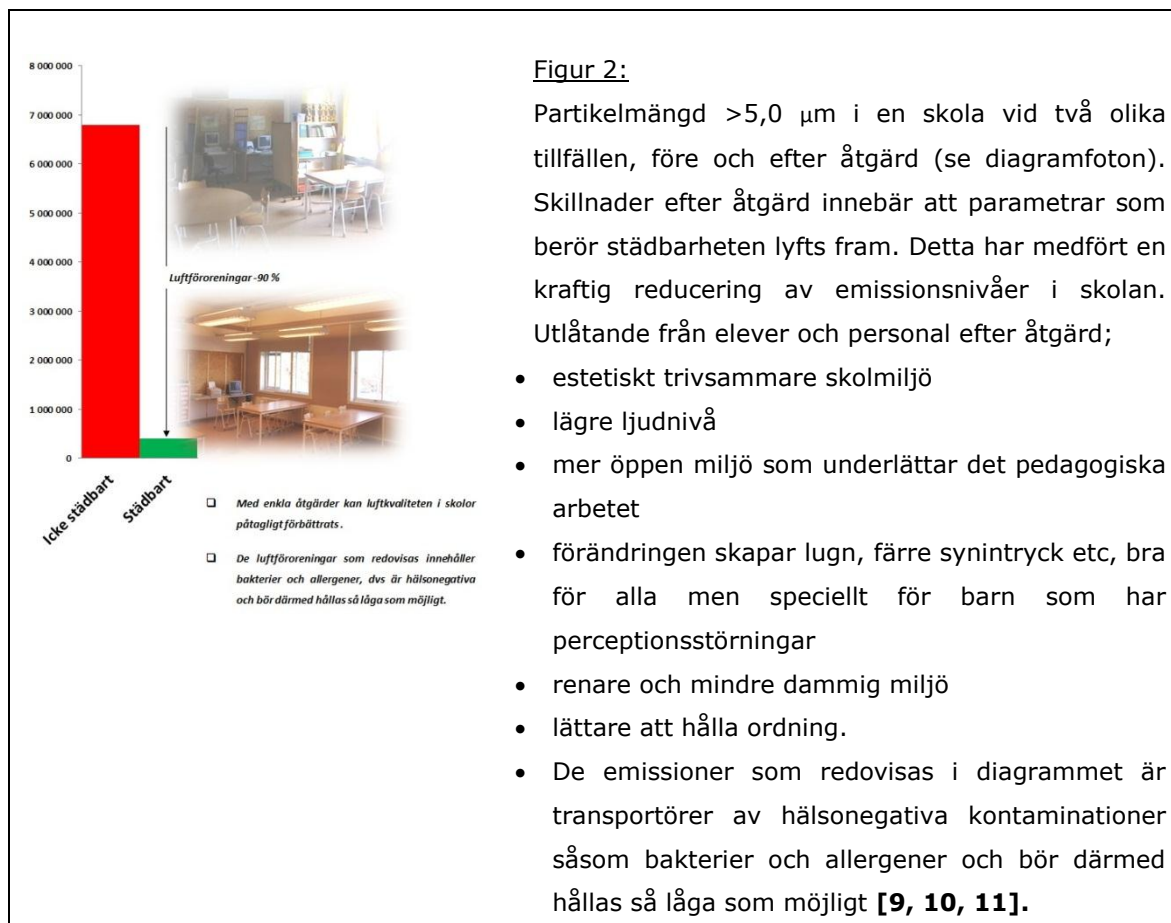 8 000 000
7 000 000
6 000 000
5 000 000
4 000 000
3 000 000
2 000 000
1 000 000
0
Luftföroreningar -90 %
Icke städbart
Städbart
❑ Med enkla åtgärder kan luftkvaliteten i skolor
påtagligt förbättrats.
❑ De luftföroreningar som redovisas innehåller
bakterier och allergener, dvs är hälsonegativa
och bör därmed hållas så låga som möjligt.
Figur 2:
Partikelmängd >5,0 µm i en skola vid två olika
tillfällen, före och efter åtgärd (se diagramfoton).
Skillnader efter åtgärd innebär att parametrar som
berör städbarheten lyfts fram. Detta har medfört en
kraftig reducering av emissionsnivåer i skolan.
Utlåtande från elever och personal efter åtgärd;
• estetiskt trivsammare skolmiljö
• lägre ljudnivå
• mer öppen miljö som underlättar det pedagogiska
arbetet
• förändringen skapar lugn, färre synintryck etc, bra
för alla men speciellt för barn som har
perceptionsstörningar
• renare och mindre dammig miljö
• lättare att hålla ordning.
• De emissioner som redovisas i diagrammet är
transportörer av hälsonegativa kontaminationer
såsom bakterier och allergener och bör därmed
hållas så låga som möjligt [9, 10, 11].